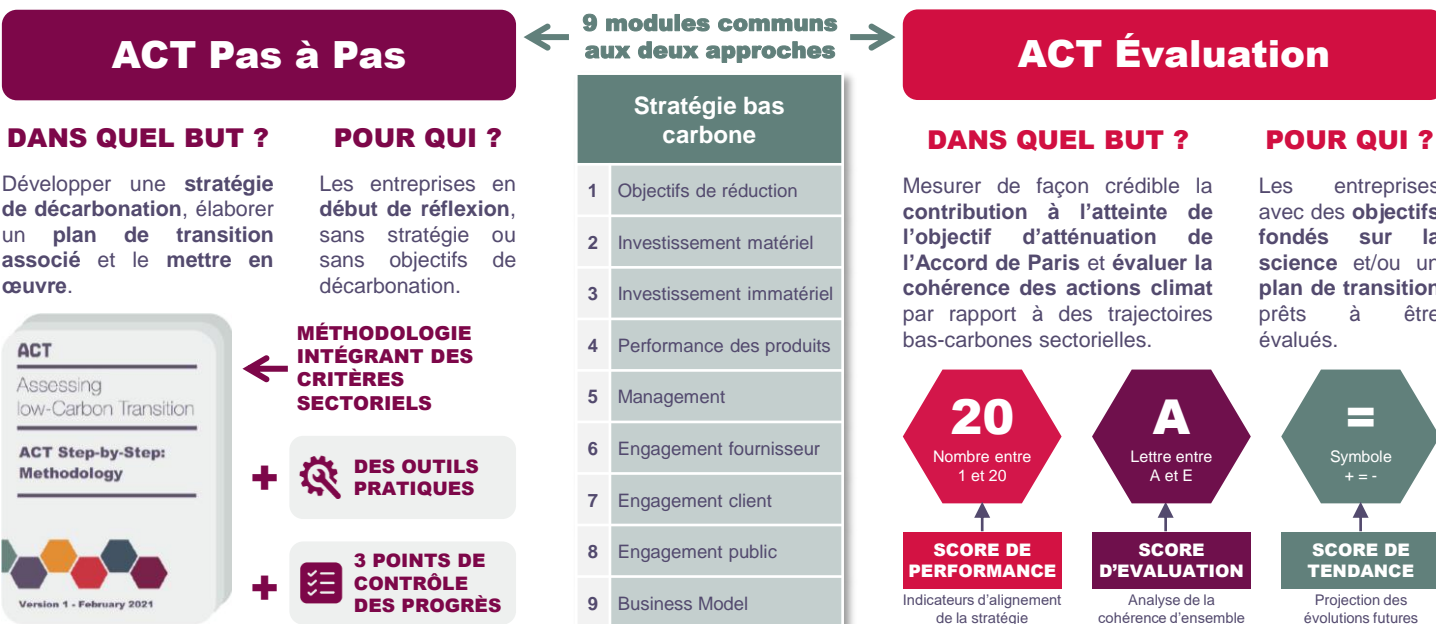 ACT Pas à Pas
DANS QUEL BUT ?
Développer une stratégie
de décarbonation, élaborer
un plan de transition
associé et le mettre en
œuvre.
POUR QUI ?
Les entreprises en
début de réflexion,
sans stratégie ou
sans objectifs de
décarbonation.
ACT
Assessing
low-Carbon Transition
ACT Step-by-Step:
Methodology
Version 1 - February 2021
MÉTHODOLOGIE
INTÉGRANT DES
CRITÈRES
SECTORIELS
+
DES OUTILS
PRATIQUES
+
3 POINTS DE
CONTRÔLE
DES PROGRÈS
9 modules communs
aux deux approches
Stratégie bas
carbone
1 Objectifs de réduction
2 Investissement matériel
3 Investissement immatériel
4 Performance des produits
5 Management
6 Engagement fournisseur
7 Engagement client
8 Engagement public
9 Business Model
ACT Évaluation
DANS QUEL BUT ?
Mesurer de façon crédible la
contribution à l'atteinte de
l'objectif d'atténuation de
l'Accord de Paris et évaluer la
cohérence des actions climat
par rapport à des trajectoires
bas-carbones sectorielles.
POUR QUI ?
Les entreprises
avec des objectifs
fondés sur la
science et/ou un
plan de transition
prêts à être
évalués.
20
Nombre entre
1 et 20
SCORE DE
PERFORMANCE
Indicateurs d'alignement
de la stratégie
A
Lettre entre
A et E
SCORE
D'EVALUATION
Analyse de la
cohérence d'ensemble
=
Symbole
+ = -
SCORE DE
TENDANCE
Projection des
évolutions futures